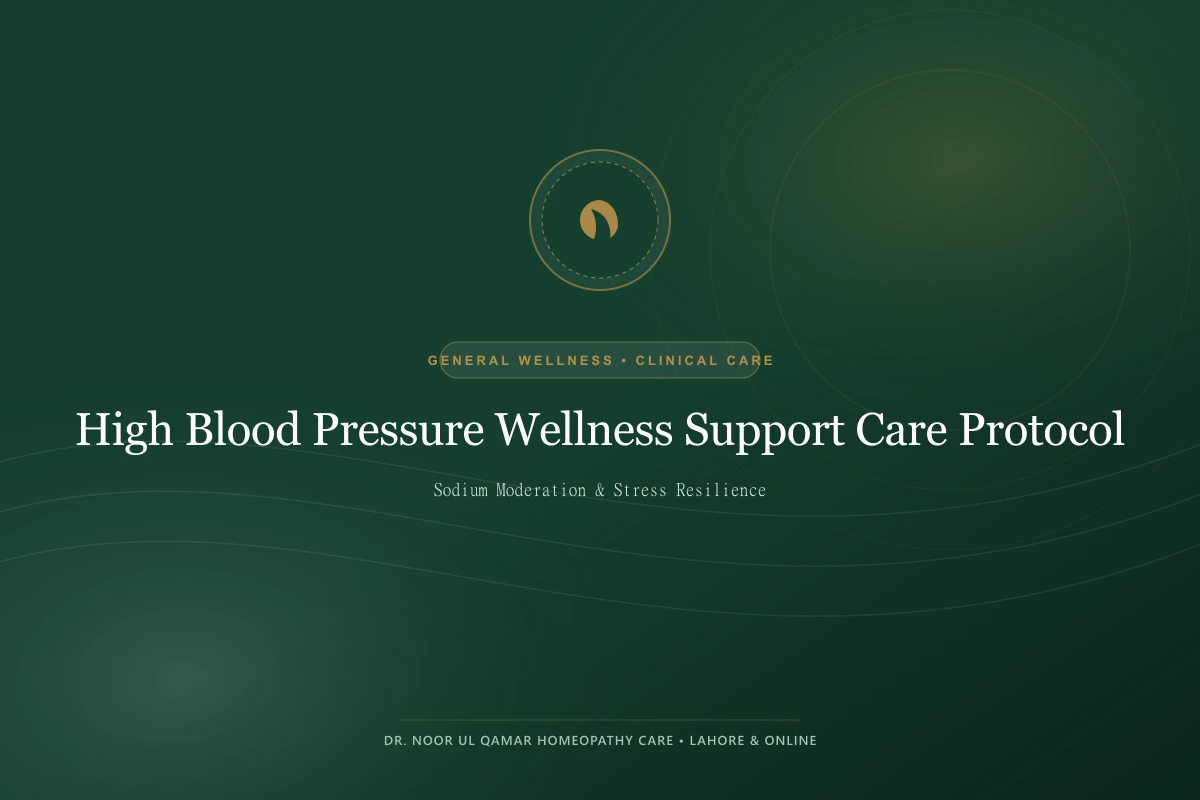 GENERAL WELLNESS • CLINICAL CARE
High Blood Pressure Wellness Support Care Protocol
Sodium Moderation & Stress Resilience
DR. NOOR UL QAMAR HOMEOPATHY CARE • LAHORE & ONLINE